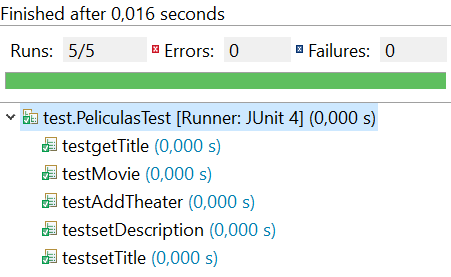 Finished after 0,016 seconds
Runs: 5/5 Errors: 0 Failures: 0
test.PeliculasTest [Runner: JUnit 4] (0,000 s)
testgetTitle (0,000 s)
testMovie (0,000 s)
testAddTheater (0,000 s)
testsetDescription (0,000 s)
testsetTitle (0,000 s)